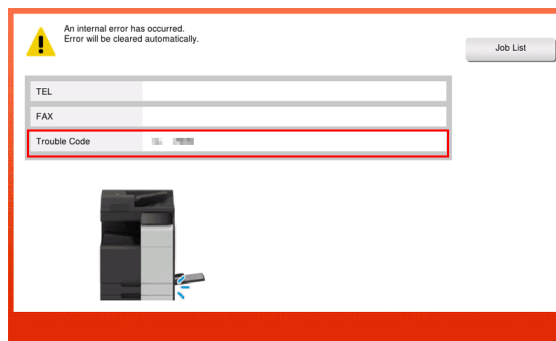 An internal error has occurred.
Error will be cleared automatically.
Job List
TEL
FAX
Trouble Code